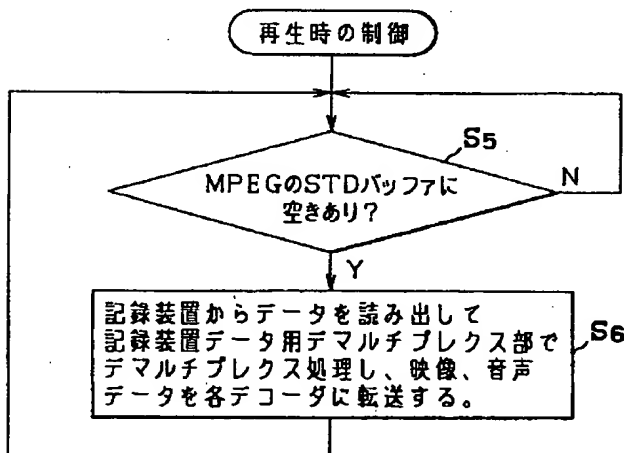 再生時の制御
S5
MPEGのSTDバッファに
空きあり?
N
Y
記録装置からデータを読み出して
記録装置データ用デマルチプレクス部で
デマルチプレクス処理し、映像、音声
データを各デコーダに転送する。
S6